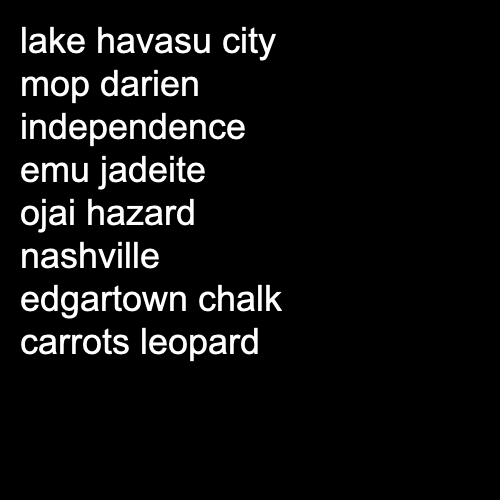 lake havasu city
mop darien
independence
emu jadeite
ojai hazard
nashville
edgartown chalk
carrots leopard